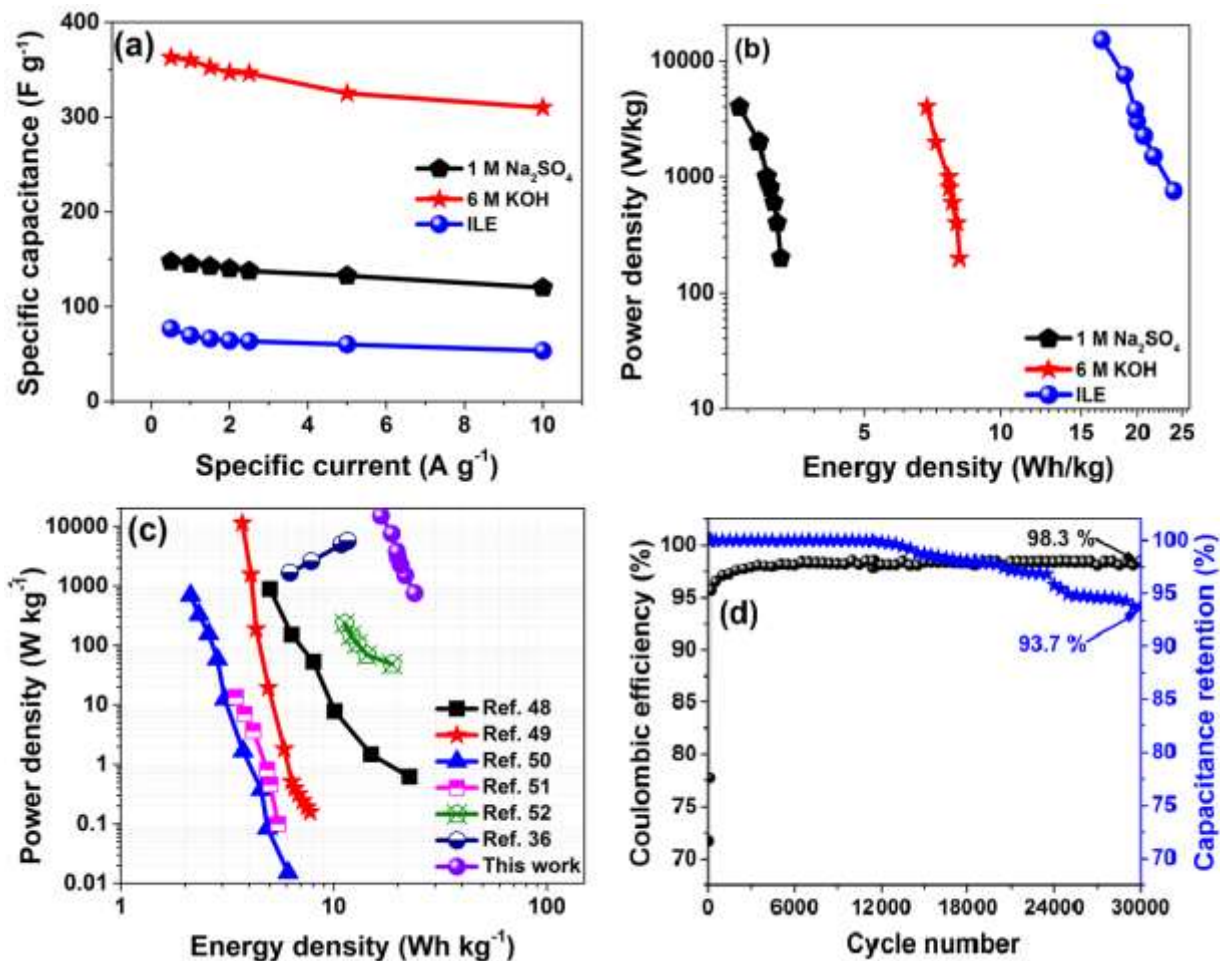 (a)
Specific capacitance (F g⁻¹)
400
300
200
100
0
1 M Na₂SO₄
6 M KOH
ILE
0 2 4 6 8 10
Specific current (A g⁻¹)
(b)
Power density (W/kg)
10000
1000
100
10
1 M Na₂SO₄
6 M KOH
ILE
5 10 15 20 25
Energy density (Wh/kg)
(c)
Power density (W kg⁻¹)
10000
1000
100
10
1
0.1
0.01
Ref. 48
Ref. 49
Ref. 50
Ref. 51
Ref. 52
Ref. 36
This work
1 10 100
Energy density (Wh kg⁻¹)
(d)
Coulombic efficiency (%)
100
95
90
85
80
75
70
98.3 %
93.7 %
100
95
90
85
80
75
70
Capacitance retention (%)
0 6000 12000 18000 24000 30000
Cycle number